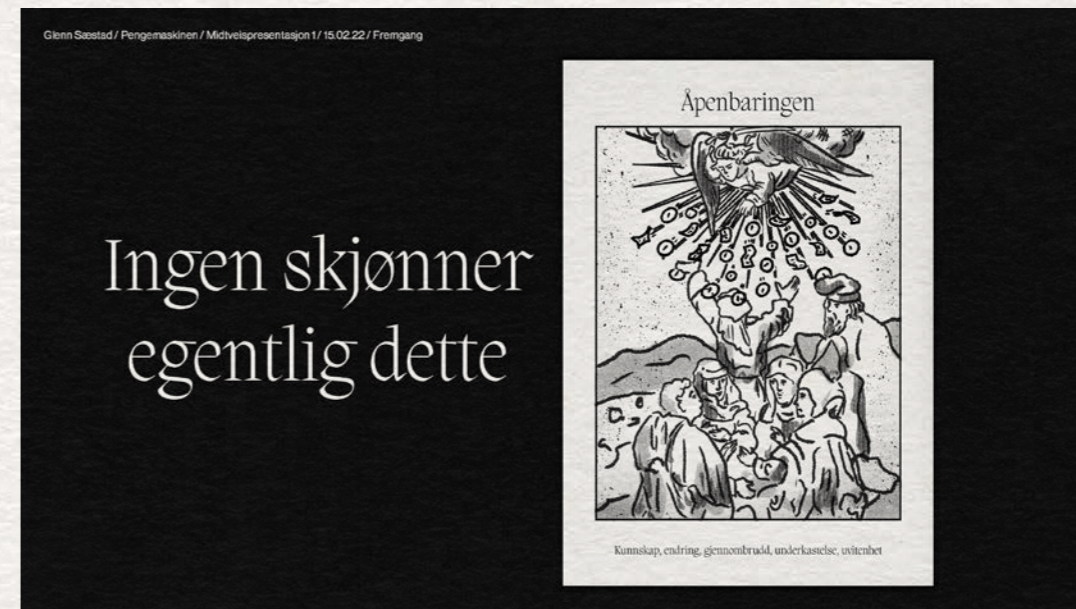 Glenn Sæstad / Pengemaskinen / Midtveispresentasjon 1 / 15.02.22 / Fremgang
Ingen skjønner
egentlig dette
Åpenbaringen
Kunnskap, endring, gjennombrudd, underkastelse, uvitenhet